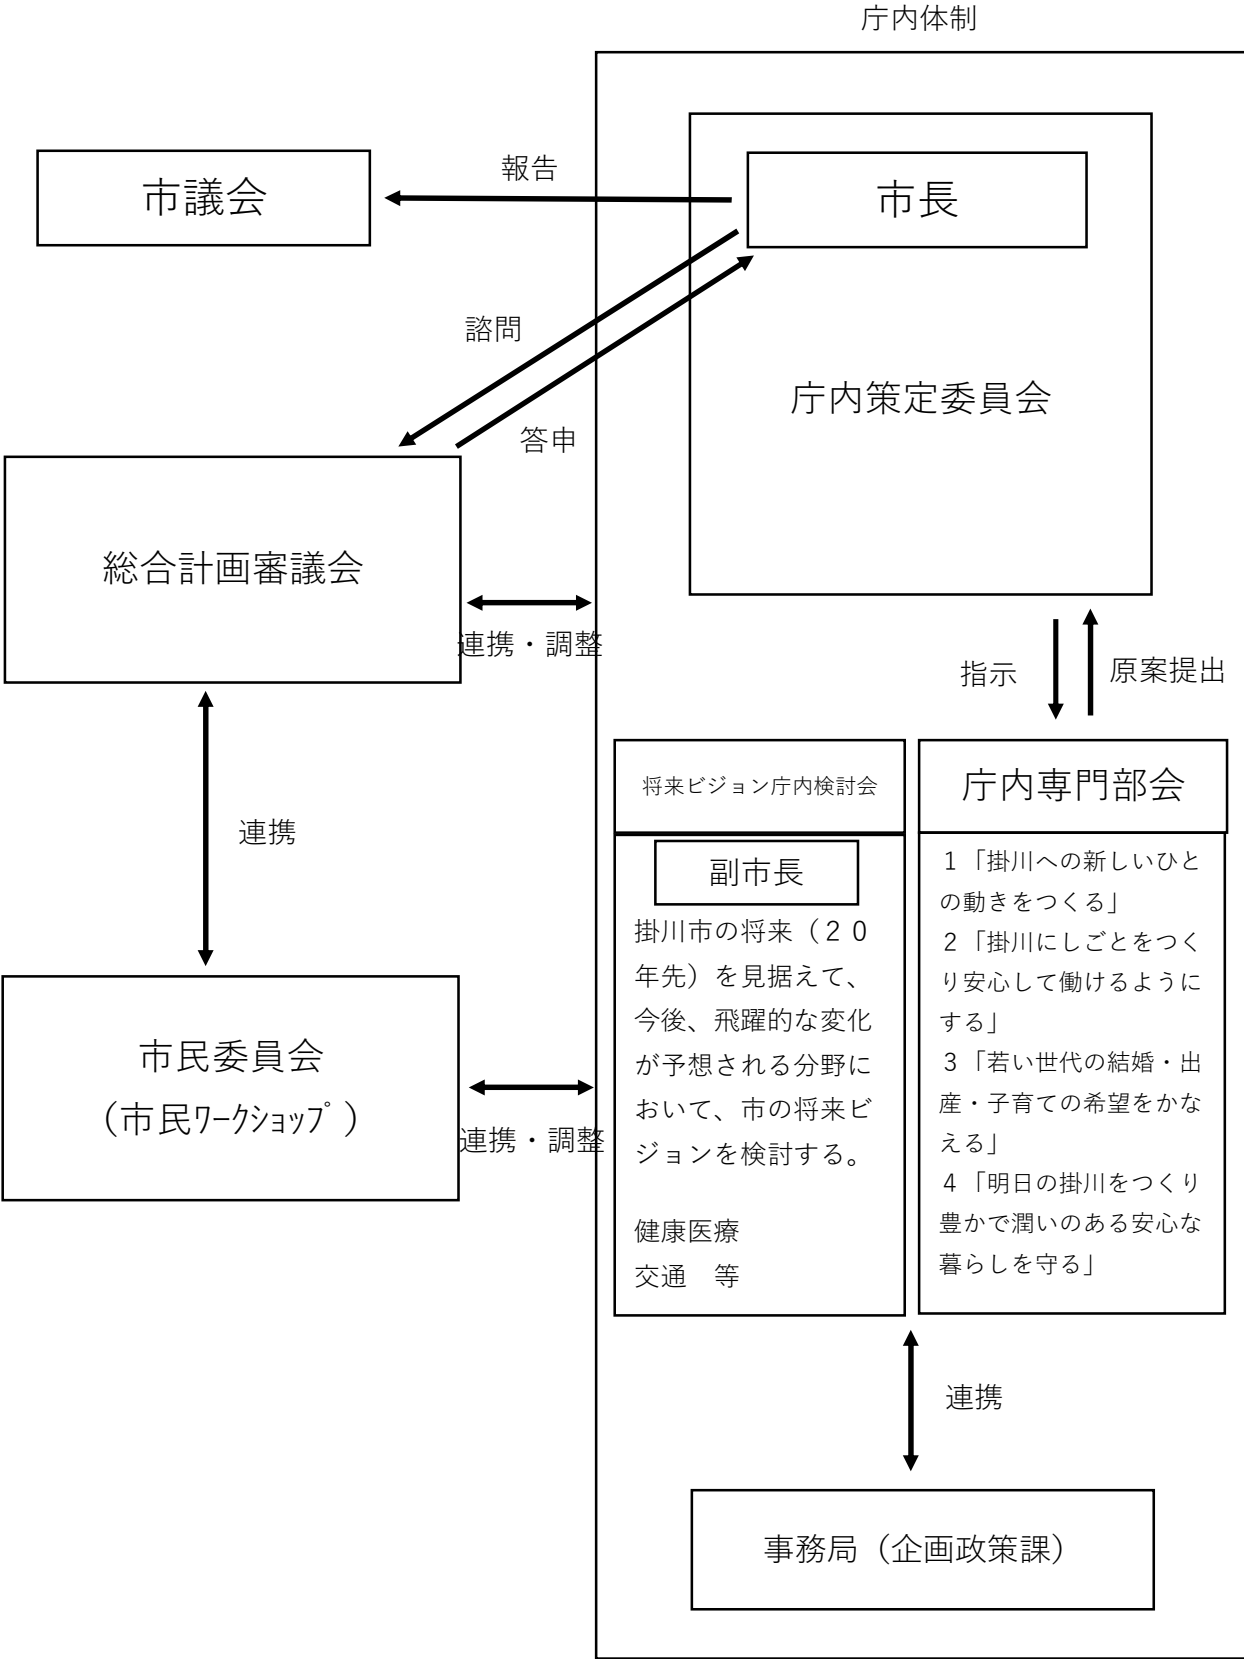 庁内体制
市議会
報告
市長
諮問
答申
庁内策定委員会
総合計画審議会
連携・調整
指示
原案提出
連携
将来ビジョン庁内検討会
副市長
掛川市の将来（２０
年先）を見据えて、
今後、飛躍的な変化
が予想される分野に
おいて、市の将来ビ
ジョンを検討する。
健康医療
交通　等
庁内専門部会
１「掛川への新しいひと
の動きをつくる」
２「掛川にしごとをつく
り安心して働けるように
する」
３「若い世代の結婚・出
産・子育ての希望をかな
える」
４「明日の掛川をつくり
豊かで潤いのある安心な
暮らしを守る」
市民委員会
（市民ﾜｰｸｼｮｯﾌﾟ）
連携・調整
連携
事務局（企画政策課）